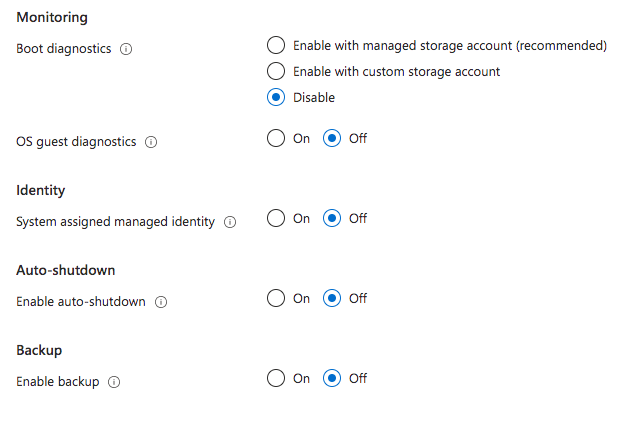 Monitoring
Boot diagnostics
Enable with managed storage account (recommended)
Enable with custom storage account
Disable
OS guest diagnostics On Off
Identity
System assigned managed identity On Off
Auto-shutdown
Enable auto-shutdown On Off
Backup
Enable backup On Off